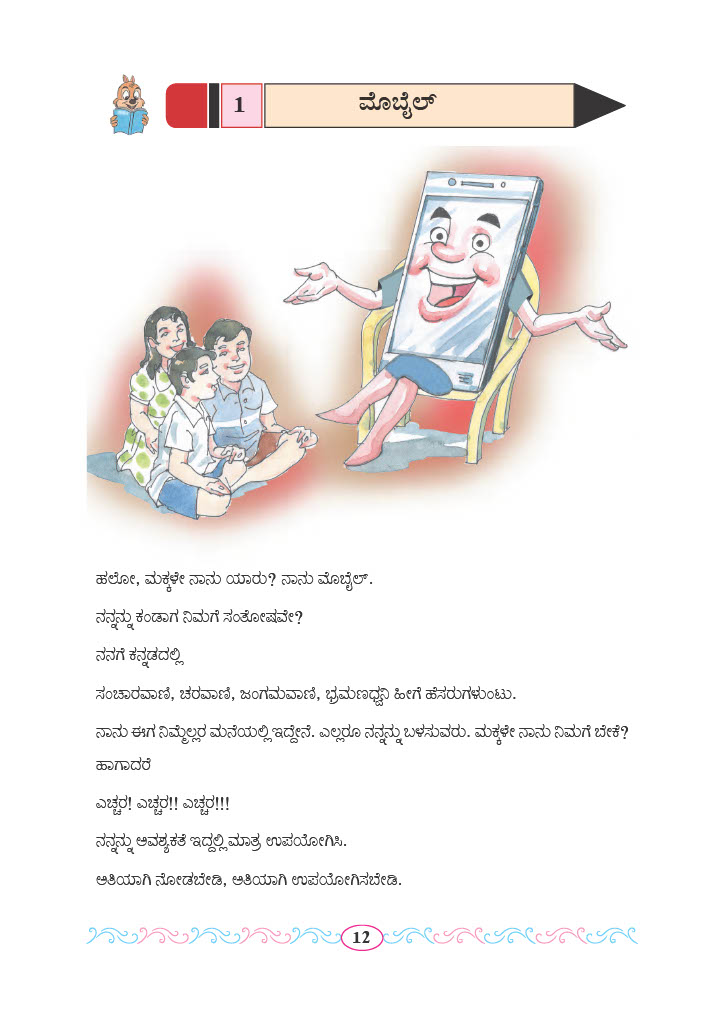 1
ಮೊಬೈಲ್
ಹಲೋ, ಮಕ್ಕಳೇ ನಾನು ಯಾರು? ನಾನು ಮೊಬೈಲ್.
ನನ್ನನ್ನು ಕಂಡಾಗ ನಿಮಗೆ ಸಂತೋಷವೇ?
ನನಗೆ ಕನ್ನಡದಲ್ಲಿ
ಸಂಚಾರವಾಣಿ, ಚರವಾಣಿ, ಜಂಗಮವಾಣಿ, ಭ್ರಮಣಧ್ವನಿ ಹೀಗೆ ಹೆಸರುಗಳುಂಟು.
ನಾನು ಈಗ ನಿಮ್ಮೆಲ್ಲರ ಮನೆಯಲ್ಲಿ ಇದ್ದೇನೆ. ಎಲ್ಲರೂ ನನ್ನನ್ನು ಬಳಸುವರು. ಮಕ್ಕಳೇ ನಾನು ನಿಮಗೆ ಬೇಕೆ?
ಹಾಗಾದರೆ
ಎಚ್ಚರ! ಎಚ್ಚರ!! ಎಚ್ಚರ!!!
ನನ್ನನ್ನು ಅವಶ್ಯಕತೆ ಇದ್ದಲ್ಲಿ ಮಾತ್ರ ಉಪಯೋಗಿಸಿ.
ಅತಿಯಾಗಿ ನೋಡಬೇಡಿ, ಅತಿಯಾಗಿ ಉಪಯೋಗಿಸಬೇಡಿ.
12